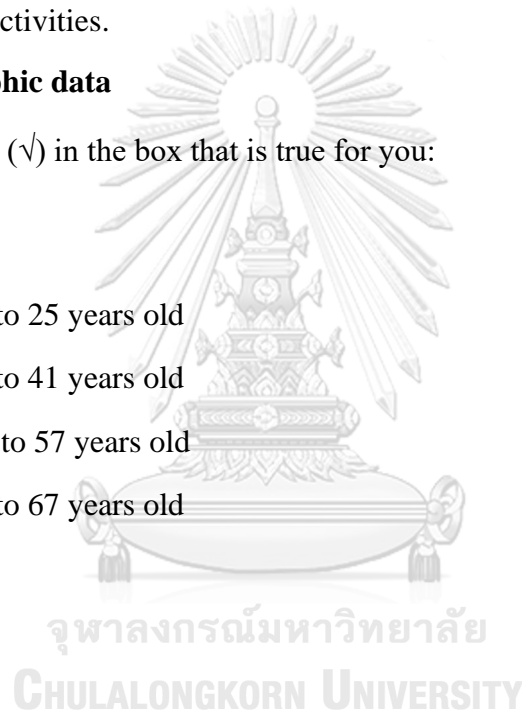 ctivities.
hic data
(√) in the box that is true for you:
to 25 years old
to 41 years old
to 57 years old
to 67 years old
จุฬาลงกรณ์มหาวิทยาลัย
CHULALONGKORN UNIVERSITY